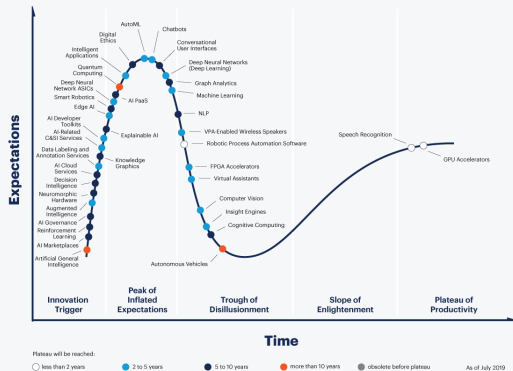 AutoML
Chatbots
Digital
Ethics
Conversational
User Interfaces
Intelligent
Applications
Deep Neural Networks
(Deep Learning)
Quantum
Computing
Graph Analytics
Deep Neural
Network ASICs
Machine Learning
Smart Robotics
AI PaaS
Edge AI
NLP
AI Developer
Toolkits
Explainable AI
VPA-Enabled Wireless Speakers
AI-Related
C&SI Services
Robotic Process Automation Software
Speech Recognition
Data Labeling and
Annotation Services
Knowledge
Graphics
GPU Accelerators
AI Cloud
Services
FPGA Accelerators
Decision
Intelligence
Virtual Assistants
Neuromorphic
Hardware
Computer Vision
Augmented
Intelligence
Insight Engines
AI Governance
Cognitive Computing
Reinforcement
Learning
AI Marketplaces
Artificial General
Intelligence
Autonomous Vehicles
Expectations
Innovation
Trigger
Peak of
Inflated
Expectations
Trough of
Disillusionment
Slope of
Enlightenment
Plateau of
Productivity
Time
Plateau will be reached:
less than 2 years
2 to 5 years
5 to 10 years
more than 10 years
obsolete before plateau
As of July 2019